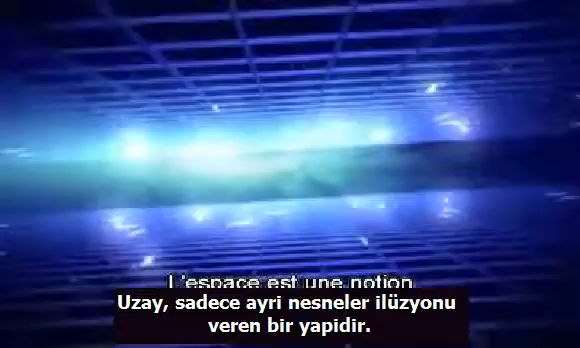 L'espace est une notion
Uzay, sadece ayri nesneler ilüzyonu
veren bir yapidir.